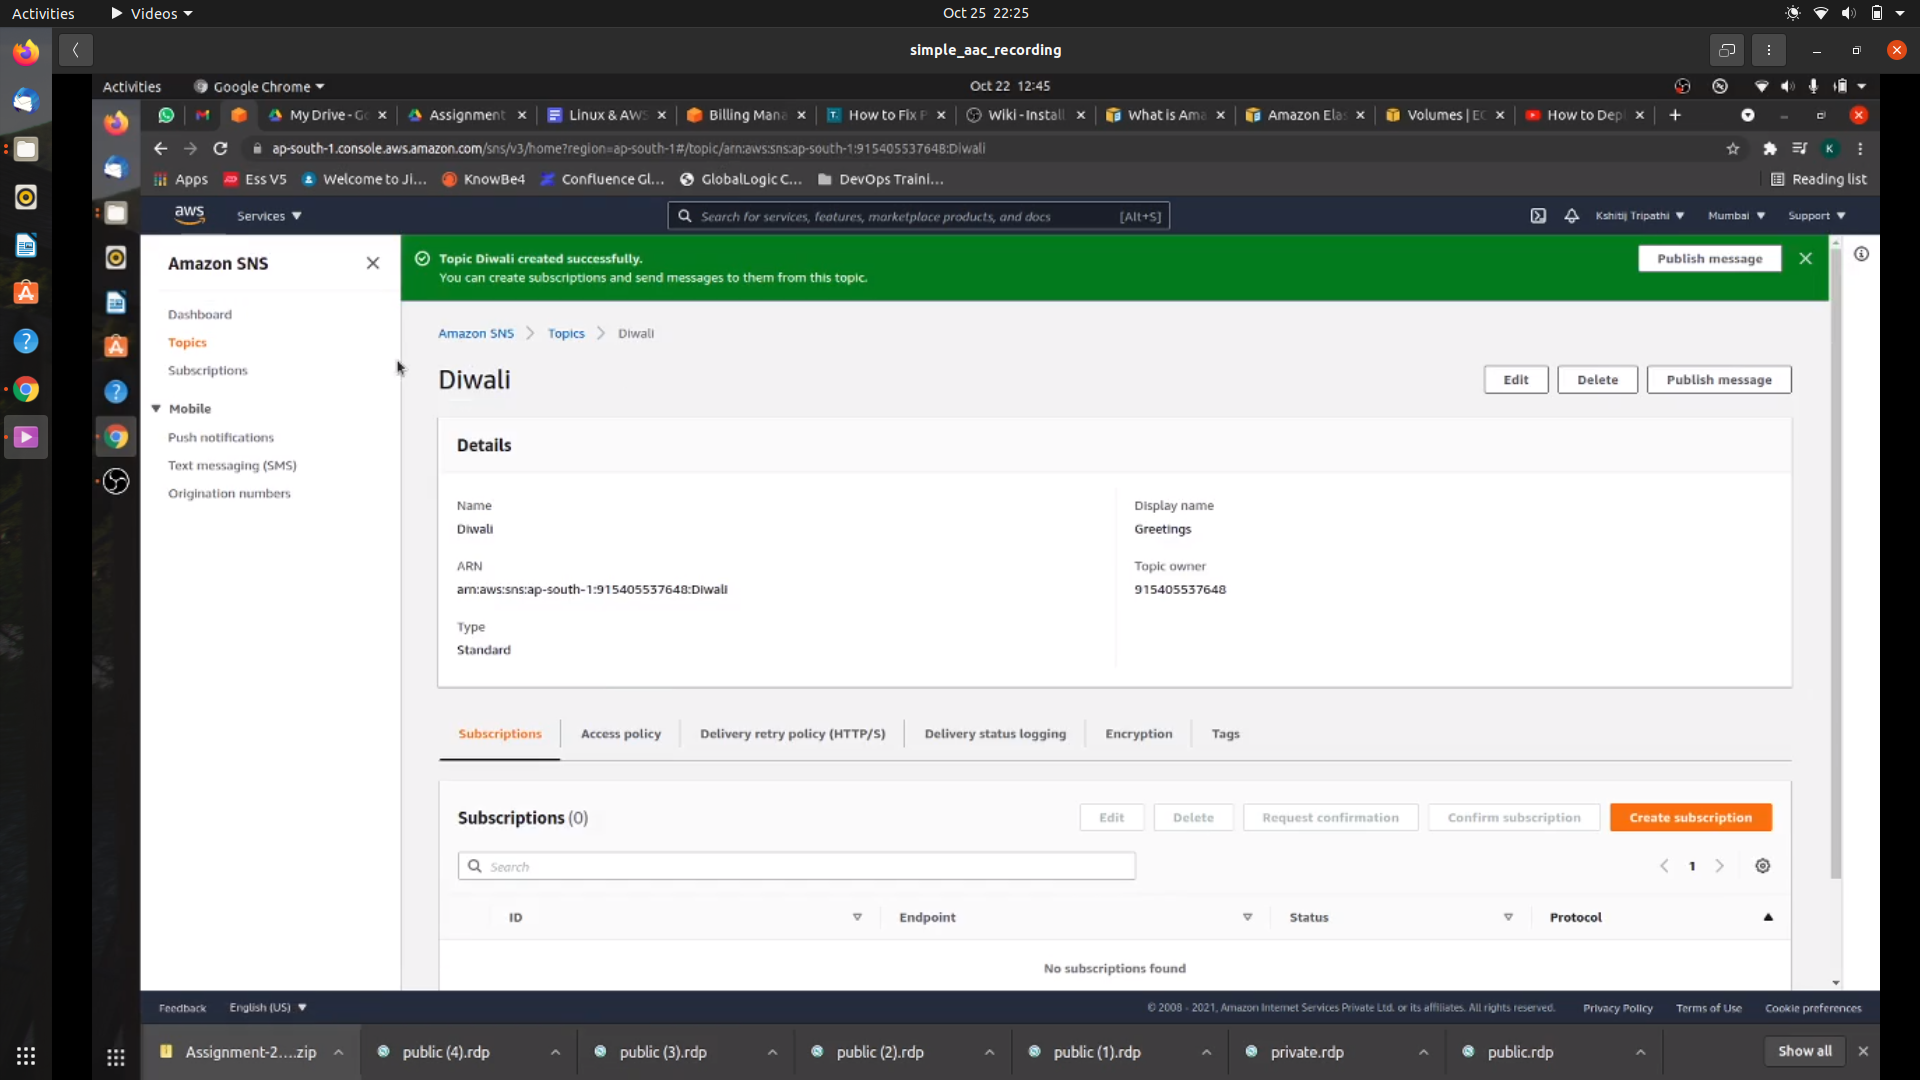 Activities
Videos
Oct 25 22:25
simple_aac_recording
Activities
Google Chrome
Oct 22 12:45
My Drive - Go
Assignment
Linux & AWS
Billing Mana
How to Fix P
Wiki - Install
What is Ama
Amazon Elas
Volumes | EC
How to Depl
ap-south-1.console.aws.amazon.com/sns/v3/home?region=ap-south-1#/topic/arn:aws:sns:ap-south-1:915405537648:Diwali
K
Apps
Ess V5
Welcome to Ji...
KnowBe4
Confluence Gl...
GlobalLogic C...
DevOps Traini...
Reading list
aws
Services
Search for services, features, marketplace products, and docs
[Alt+S]
Kshitij Tripathi
Mumbai
Support
Amazon SNS
Dashboard
Topics
Subscriptions
Mobile
Push notifications
Text messaging (SMS)
Origination numbers
Topic Diwali created successfully.
You can create subscriptions and send messages to them from this topic.
Publish message
Amazon SNS
Topics
Diwali
Diwali
Edit
Delete
Publish message
Details
Name
Diwali
ARN
arn:aws:sns:ap-south-1:915405537648:Diwali
Type
Standard
Display name
Greetings
Topic owner
915405537648
Subscriptions
Access policy
Delivery retry policy (HTTP/S)
Delivery status logging
Encryption
Tags
Subscriptions (0)
Edit
Delete
Request confirmation
Confirm subscription
Create subscription
Search
1
ID
Endpoint
Status
Protocol
No subscriptions found
Feedback
English (US)
© 2008 - 2021, Amazon Internet Services Private Ltd. or its affiliates. All rights reserved.
Privacy Policy
Terms of Use
Cookie preferences
Assignment-2....zip
public (4).rdp
public (3).rdp
public (2).rdp
public (1).rdp
private.rdp
public.rdp
Show all